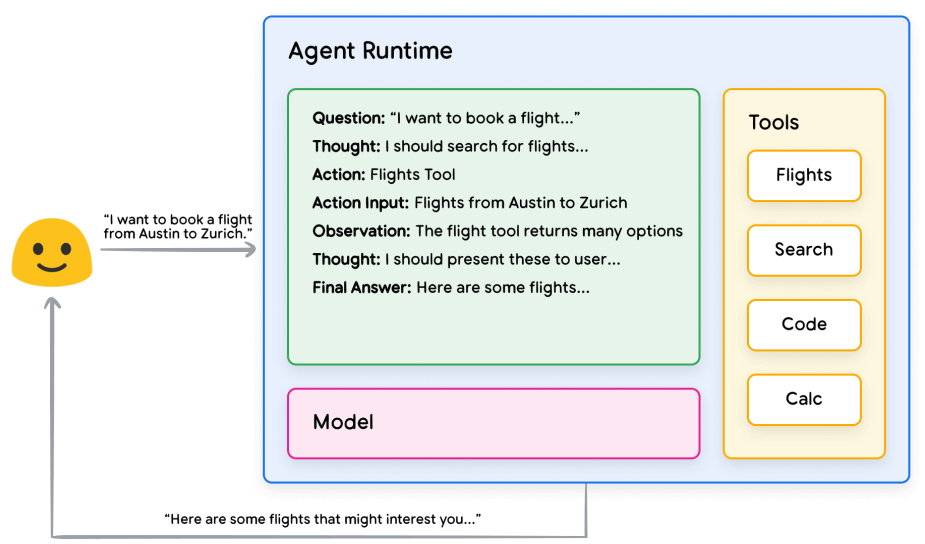 Agent Runtime
Question: “I want to book a flight...”
Thought: I should search for flights...
Action: Flights Tool
Action Input: Flights from Austin to Zurich
Observation: The flight tool returns many options
Thought: I should present these to user...
Final Answer: Here are some flights...
Model
Tools
Flights
Search
Code
Calc
“I want to book a flight
from Austin to Zurich.”
“Here are some flights that might interest you...”